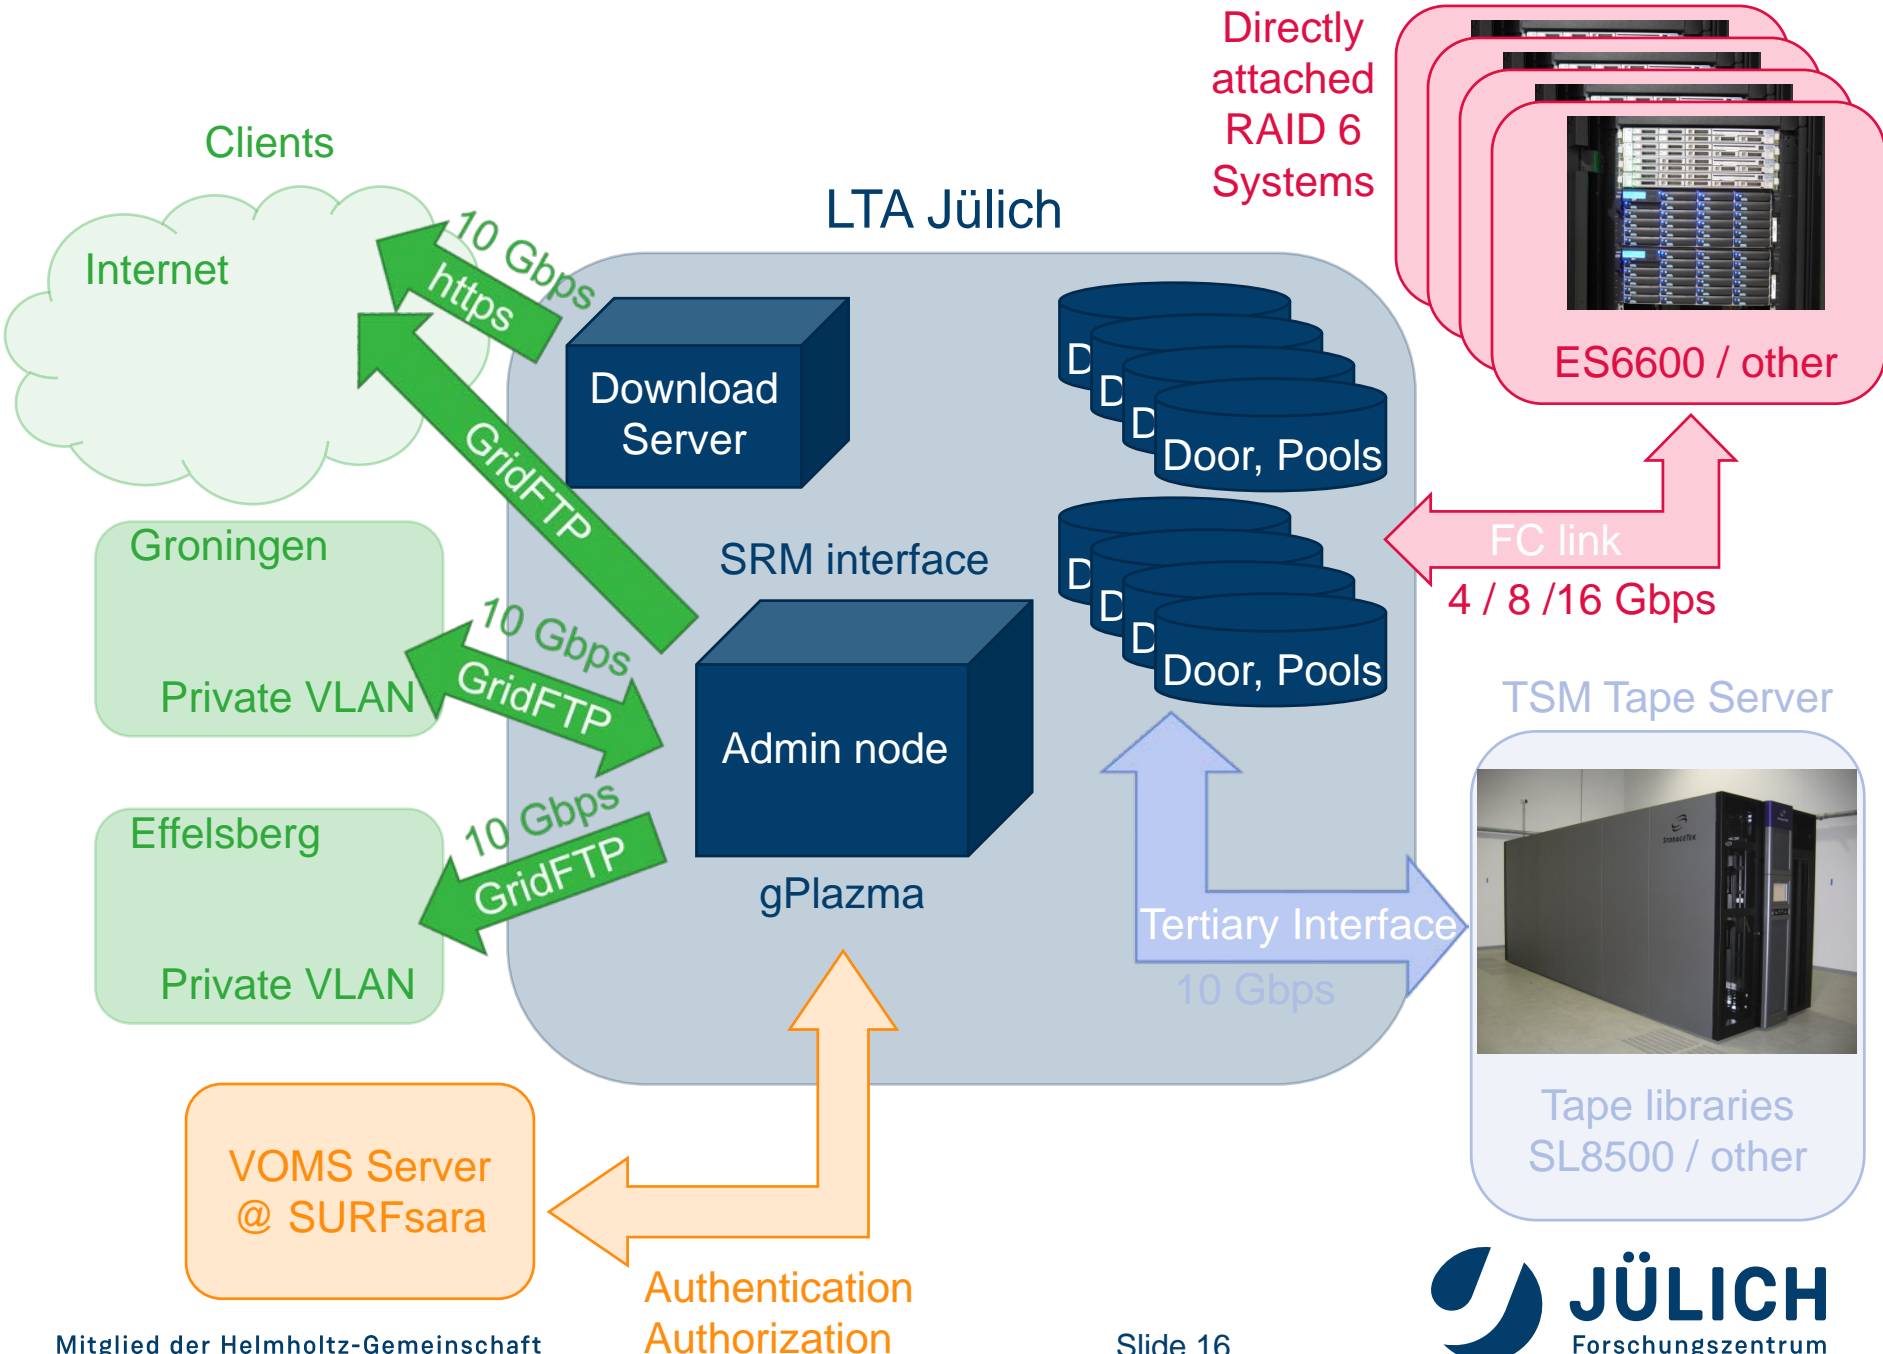 Directly
attached
RAID 6
Systems
ES6600 / other
Clients
Internet
LTA Jülich
10 Gbps
https
Download
Server
GridFTP
D
D
D
Door, Pools
FC link
4 / 8 /16 Gbps
Groningen
Private VLAN
10 Gbps
GridFTP
SRM interface
D
D
D
Door, Pools
Admin node
gPlazma
Effelsberg
Private VLAN
10 Gbps
GridFTP
TSM Tape Server
STORAGETEK
Tertiary Interface
10 Gbps
Tape libraries
SL8500 / other
VOMS Server
@ SURFsara
Authentication
Authorization
Mitglied der Helmholtz-Gemeinschaft
Slide 16
JÜLICH
Forschungszentrum